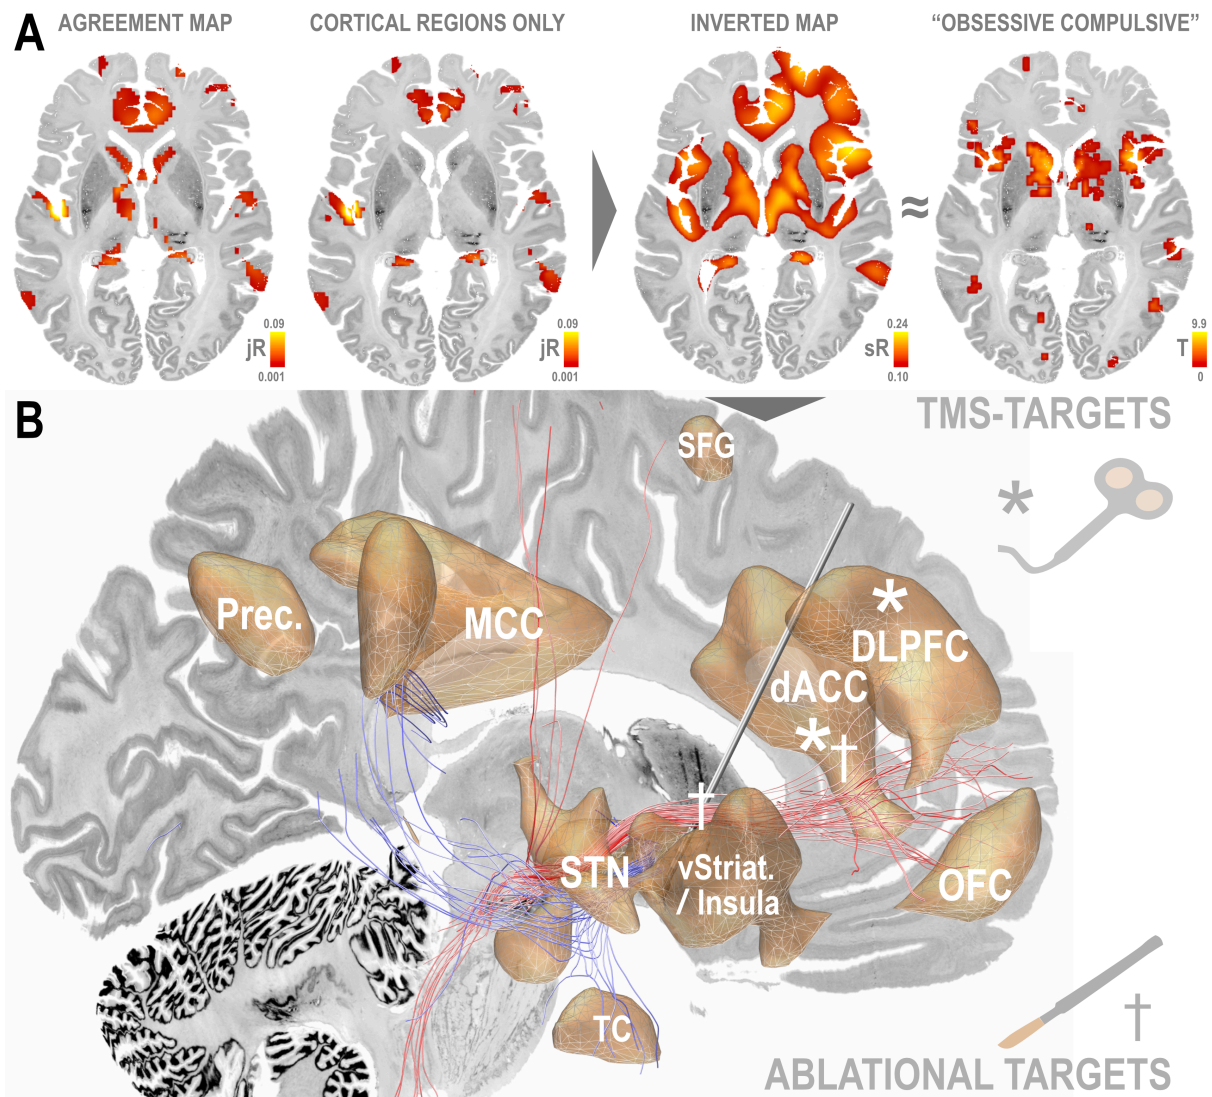 A
AGREEMENT MAP
CORTICAL REGIONS ONLY
INVERTED MAP
“OBSESSIVE COMPULSIVE”
≈
0.09
jR
0.001
0.09
jR
0.001
0.24
sR
0.10
9.9
T
0
B
TMS-TARGETS
*
SFG
Prec.
MCC
*
DLPFC
dACC
*†
†
STN
vStriat.
/ Insula
OFC
TC
†
ABLATIONAL TARGETS